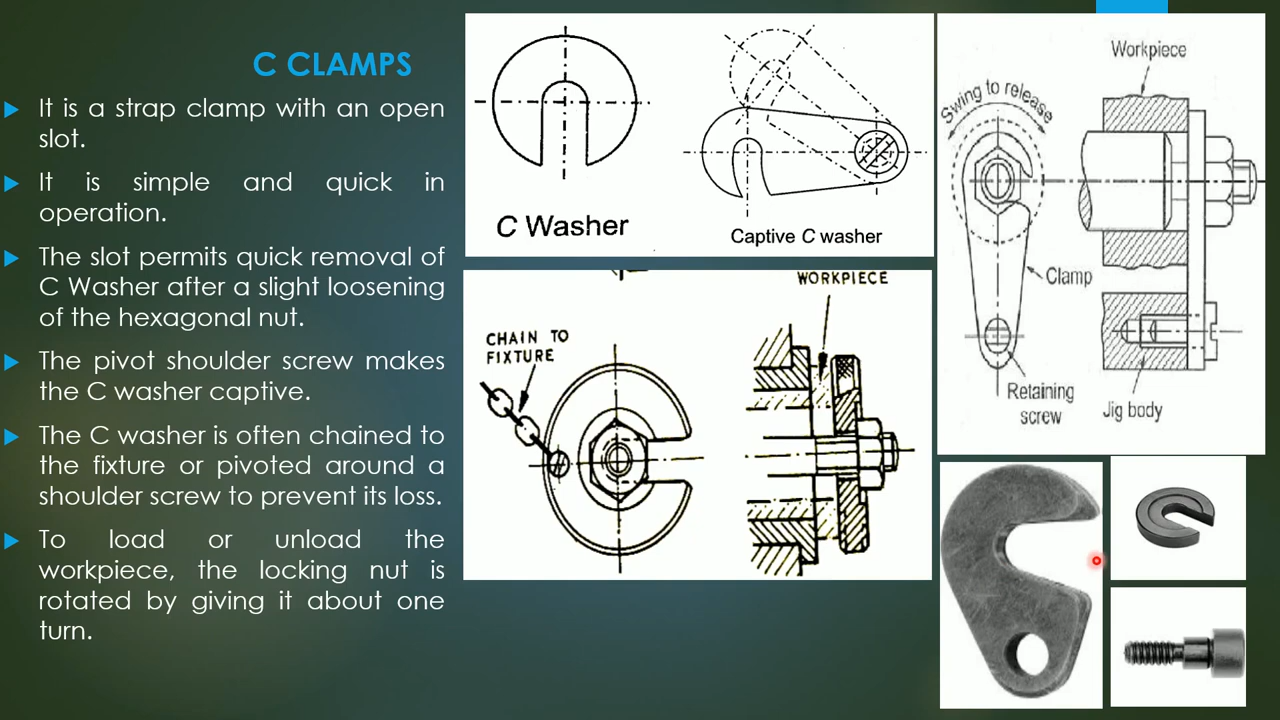 C CLAMPS
It is a strap clamp with an open
slot.
It is simple and quick in
operation.
The slot permits quick removal of
C Washer after a slight loosening
of the hexagonal nut.
The pivot shoulder screw makes
the C washer captive.
The C washer is often chained to
the fixture or pivoted around a
shoulder screw to prevent its loss.
To load or unload the
workpiece, the locking nut is
rotated by giving it about one
turn.
C Washer
Captive C washer
CHAIN TO
FIXTURE
WORKPIECE
Workpiece
Swing to release
Clamp
Retaining
screw
Jig body